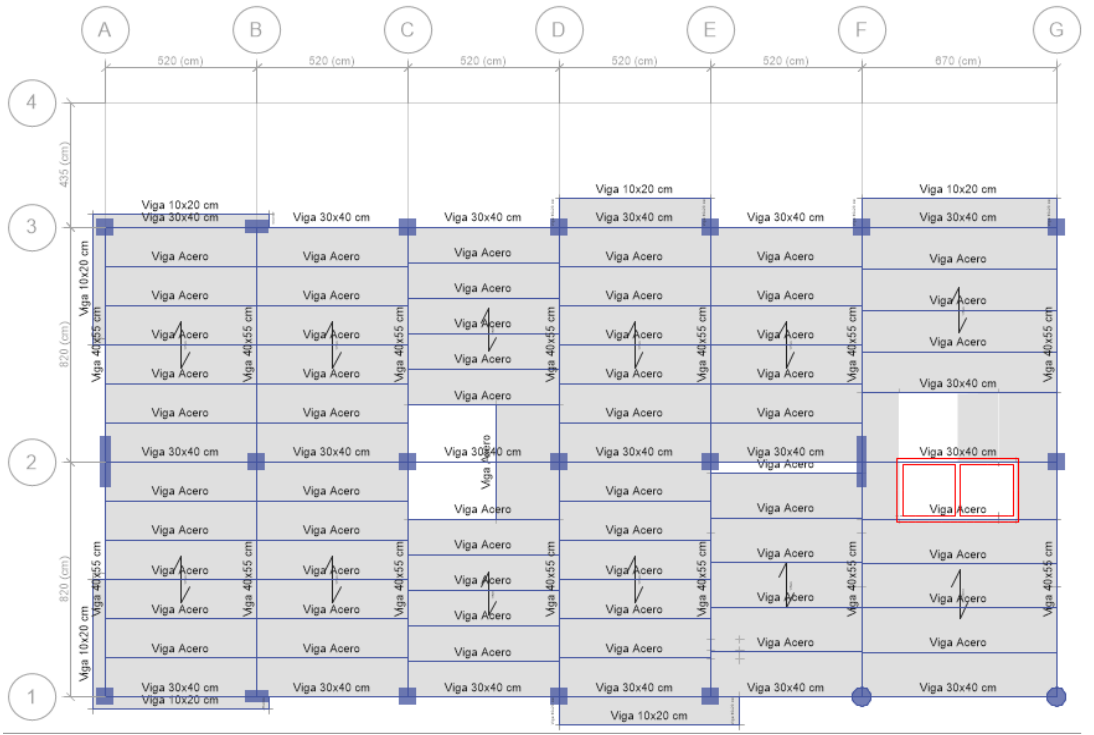 A B C D E F G
520 (cm) 520 (cm) 520 (cm) 520 (cm) 520 (cm) 670 (cm)
4
435 (cm)
Viga 10x20 cm Viga 10x20 cm
Viga 10x20 cm
3 Viga 30x40 cm Viga 30x40 cm Viga 30x40 cm Viga 30x40 cm Viga 30x40 cm Viga 30x40 cm
Viga Acero Viga Acero Viga Acero Viga Acero Viga Acero Viga Acero
Viga 10x20 cm
Viga Acero Viga Acero Viga Acero Viga Acero Viga Acero Viga Acero
820 (cm)
Viga Acero Viga Acero Viga Acero Viga Acero Viga Acero Viga Acero
Viga 40x55 cm Viga 40x55 cm Viga 40x55 cm Viga 40x55 cm Viga 40x55 cm Viga 40x55 cm Viga 40x55 cm
Viga Acero Viga Acero Viga Acero Viga Acero Viga Acero Viga 30x40 cm
Viga Acero Viga Acero Viga Acero Viga Acero Viga Acero
2 Viga 30x40 cm Viga 30x40 cm Viga 30x40 cm Viga 30x40 cm Viga 30x40 cm Viga 30x40 cm
Viga Acero
Viga Acero
Viga Acero Viga Acero Viga Acero Viga Acero Viga Acero Viga Acero
Viga Acero Viga Acero Viga Acero Viga Acero Viga Acero Viga Acero
820 (cm)
Viga 40x55 cm Viga 40x55 cm Viga 40x55 cm Viga 40x55 cm Viga 40x55 cm Viga 40x55 cm Viga 40x55 cm
Viga Acero Viga Acero Viga Acero Viga Acero Viga Acero Viga Acero
Viga Acero Viga Acero Viga Acero Viga Acero Viga Acero Viga Acero
Viga 10x20 cm
Viga Acero Viga Acero Viga Acero Viga Acero
1 Viga 30x40 cm Viga 30x40 cm Viga 30x40 cm Viga 30x40 cm Viga 30x40 cm Viga 30x40 cm
Viga 10x20 cm
Viga 10x20 cm